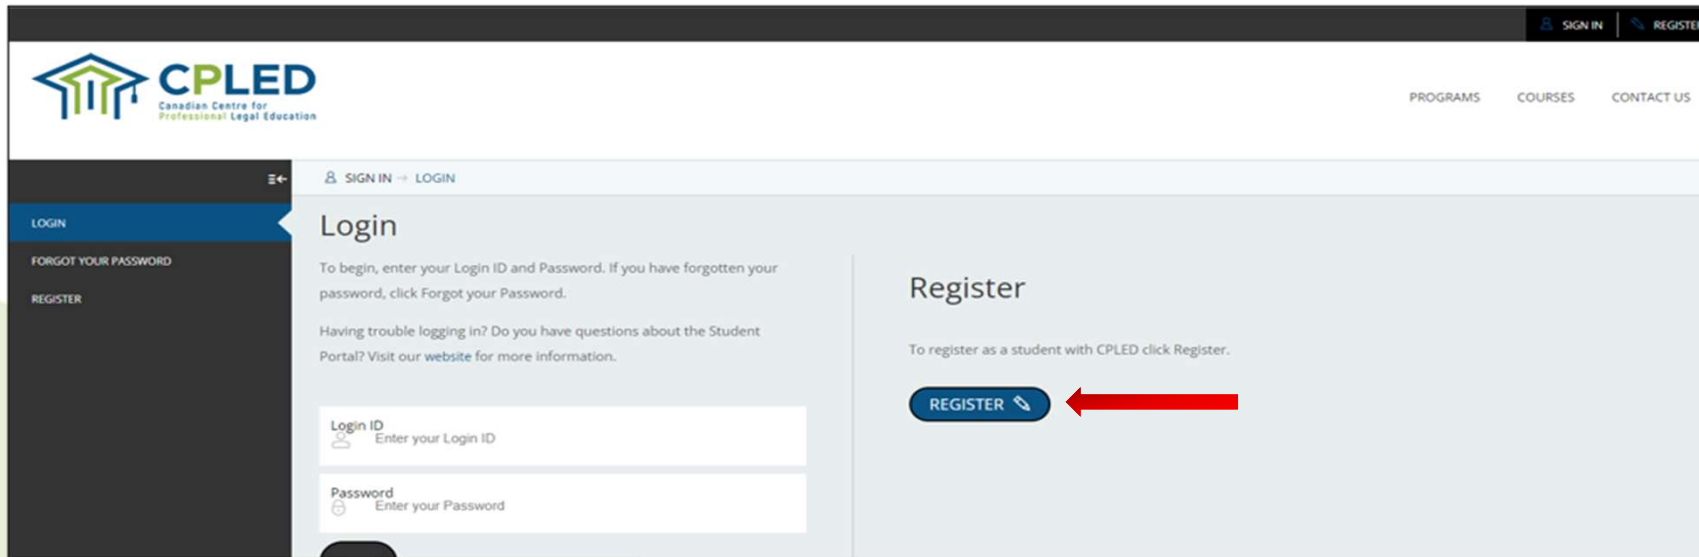 SIGN IN
REGISTER
CPLED
Canadian Centre for
Professional Legal Education
PROGRAMS
COURSES
CONTACT US
SIGN IN → LOGIN
LOGIN
FORGOT YOUR PASSWORD
REGISTER
Login
To begin, enter your Login ID and Password. If you have forgotten your
password, click Forgot your Password.
Having trouble logging in? Do you have questions about the Student
Portal? Visit our website for more information.
Login ID
Enter your Login ID
Password
Enter your Password
Register
To register as a student with CPLED click Register.
REGISTER